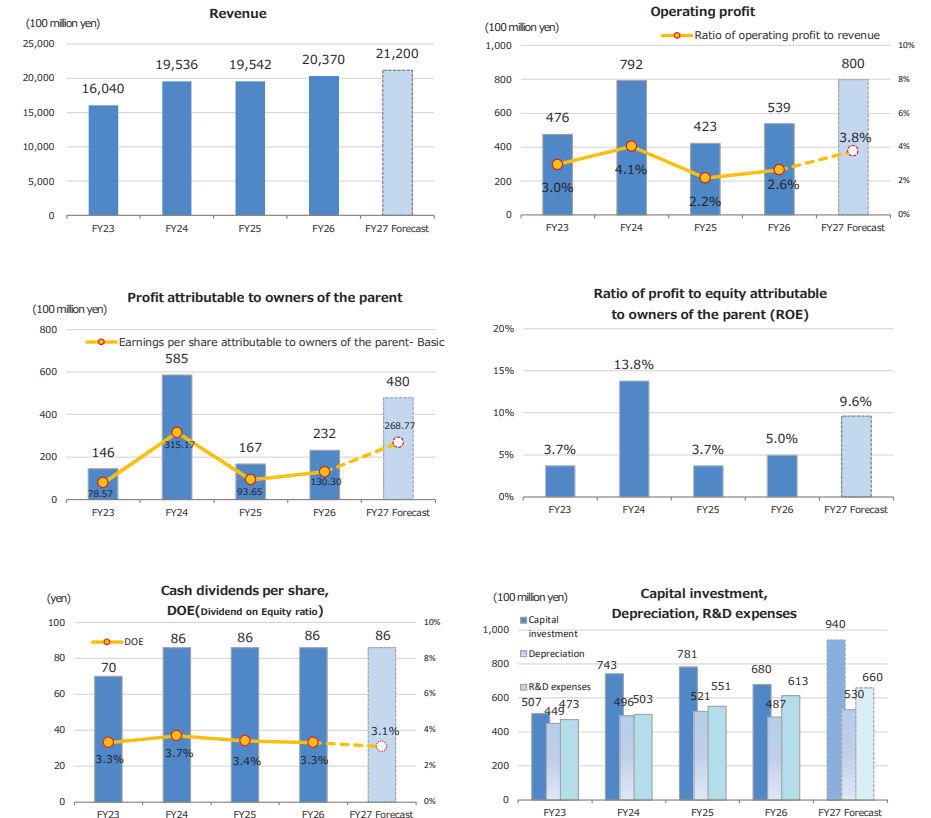 Revenue
(100 million yen)
25,000
20,000
15,000
10,000
5,000
0
16,040
19,536
19,542
20,370
21,200
FY23
FY24
FY25
FY26
FY27 Forecast
Operating profit
(100 million yen)
Ratio of operating profit to revenue
1,000
800
600
400
200
0
10%
8%
6%
4%
2%
0%
476
792
423
539
800
3.0%
4.1%
2.2%
2.6%
3.8%
FY23
FY24
FY25
FY26
FY27 Forecast
Profit attributable to owners of the parent
(100 million yen)
Earnings per share attributable to owners of the parent- Basic
800
600
400
200
0
146
585
167
232
480
78.57
315.17
93.65
130.30
268.77
FY23
FY24
FY25
FY26
FY27 Forecast
Ratio of profit to equity attributable
to owners of the parent (ROE)
20%
15%
10%
5%
0%
3.7%
13.8%
3.7%
5.0%
9.6%
FY23
FY24
FY25
FY26
FY27 Forecast
Cash dividends per share,
DOE(Dividend on Equity ratio)
(yen)
DOE
100
80
60
40
20
0
10%
8%
6%
4%
2%
0%
70
86
86
86
86
3.3%
3.7%
3.4%
3.3%
3.1%
FY23
FY24
FY25
FY26
FY27 Forecast
Capital investment,
Depreciation, R&D expenses
(100 million yen)
Capital
investment
Depreciation
R&D expenses
1,000
800
600
400
200
0
507
449
473
743
496
503
781
521
551
680
487
613
940
530
660
FY23
FY24
FY25
FY26
FY27 Forecast